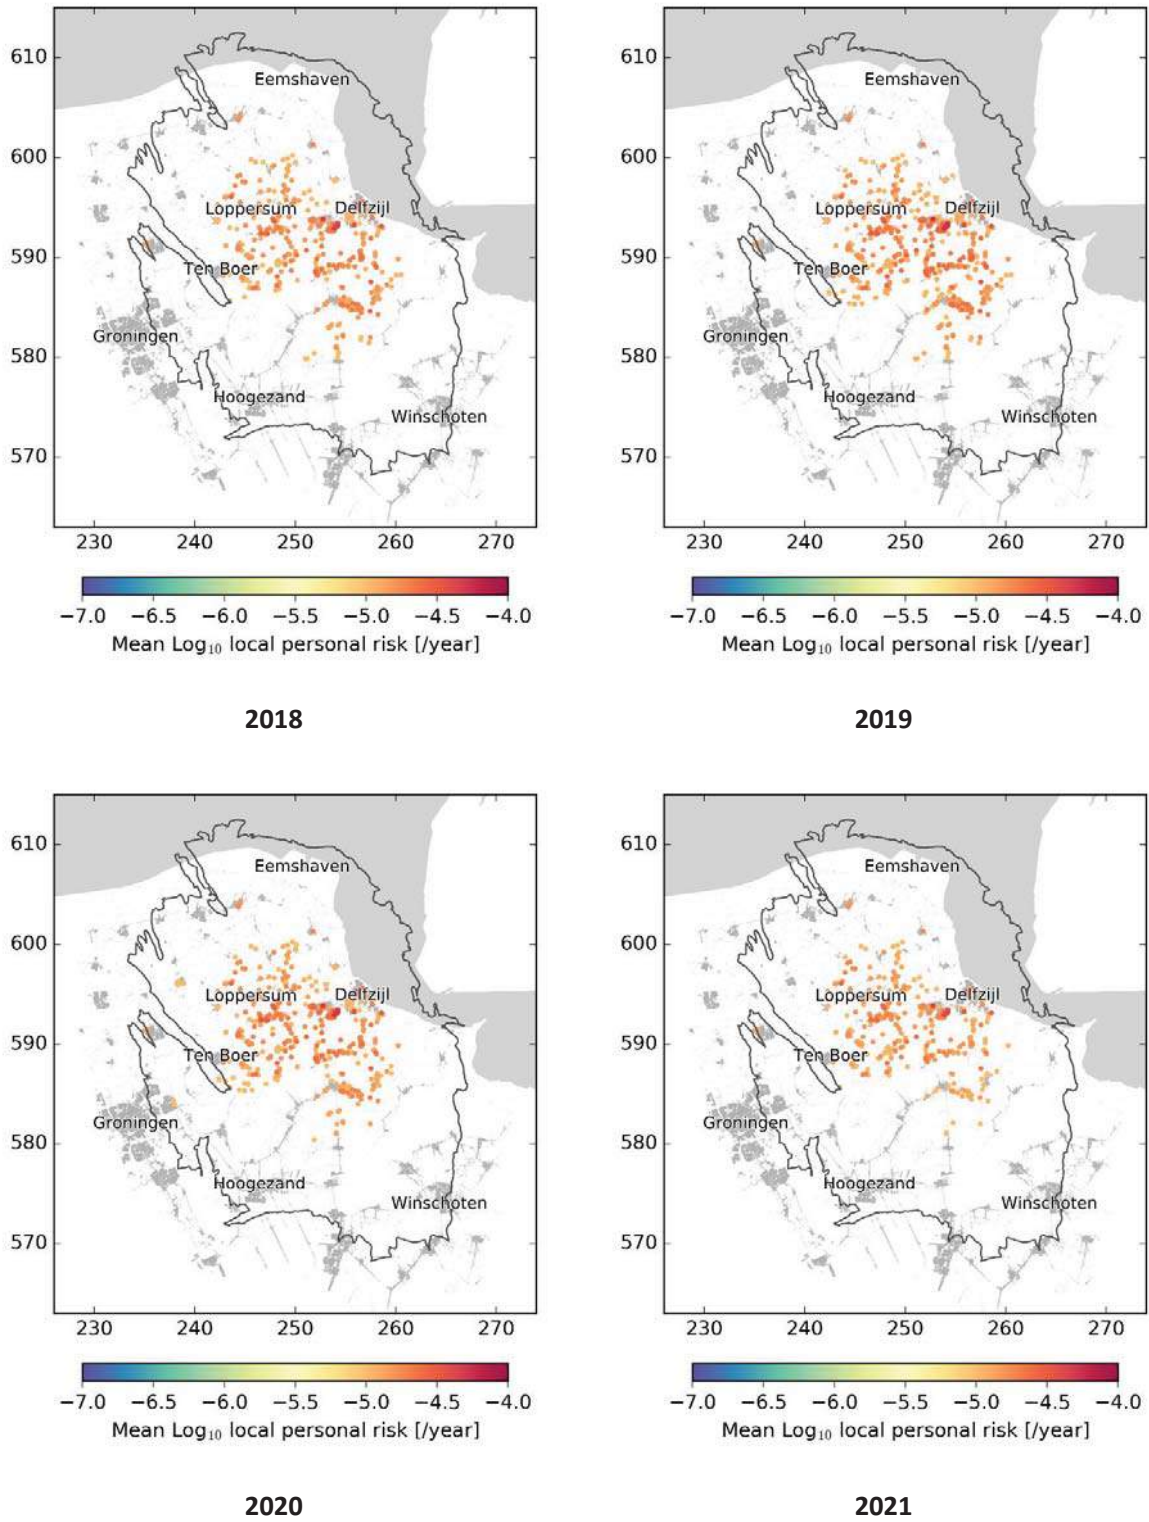 610
Eemshaven
600
Loppersum
Delfzijl
590
Ten Boer
Groningen
580
Hoogezand
Winschoten
570
230 240 250 260 270
−7.0 −6.5 −6.0 −5.5 −5.0 −4.5 −4.0
Mean Log₁₀ local personal risk [/year]
2018
610
Eemshaven
600
Loppersum
Delfzijl
590
Ten Boer
Groningen
580
Hoogezand
Winschoten
570
230 240 250 260 270
−7.0 −6.5 −6.0 −5.5 −5.0 −4.5 −4.0
Mean Log₁₀ local personal risk [/year]
2019
610
Eemshaven
600
Loppersum
Delfzijl
590
Ten Boer
Groningen
580
Hoogezand
Winschoten
570
230 240 250 260 270
−7.0 −6.5 −6.0 −5.5 −5.0 −4.5 −4.0
Mean Log₁₀ local personal risk [/year]
2020
610
Eemshaven
600
Loppersum
Delfzijl
590
Ten Boer
Groningen
580
Hoogezand
Winschoten
570
230 240 250 260 270
−7.0 −6.5 −6.0 −5.5 −5.0 −4.5 −4.0
Mean Log₁₀ local personal risk [/year]
2021